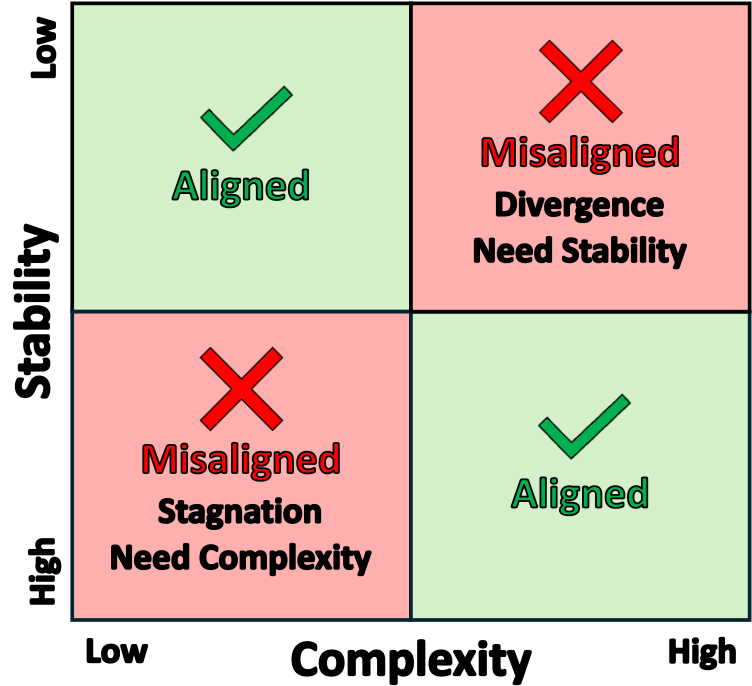 Low
Stability
High
Aligned
Misaligned
Divergence
Need Stability
Misaligned
Stagnation
Need Complexity
Aligned
Low
Complexity
High